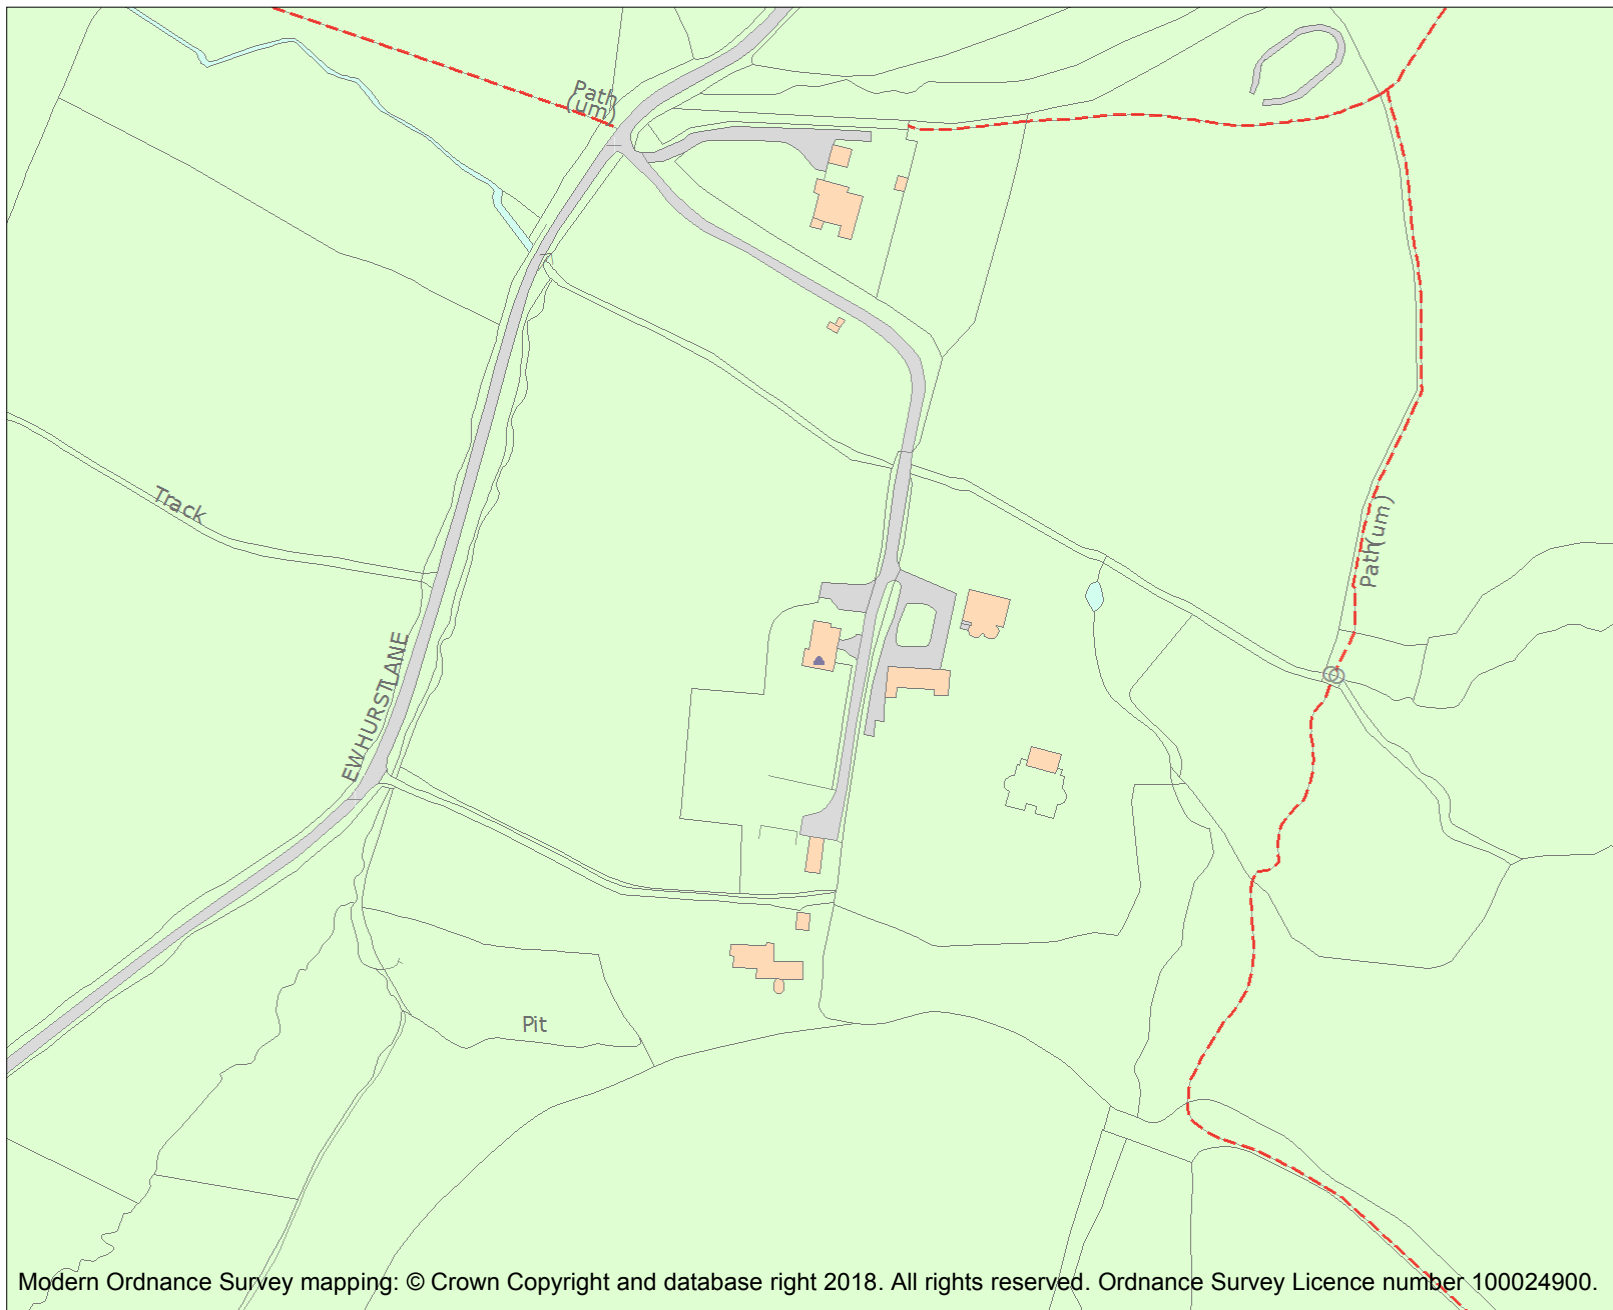 Path
(um)
Track
Path(um)
EWHURST LANE
Pit
Modern Ordnance Survey mapping: © Crown Copyright and database right 2018. All rights reserved. Ordnance Survey Licence number 100024900.